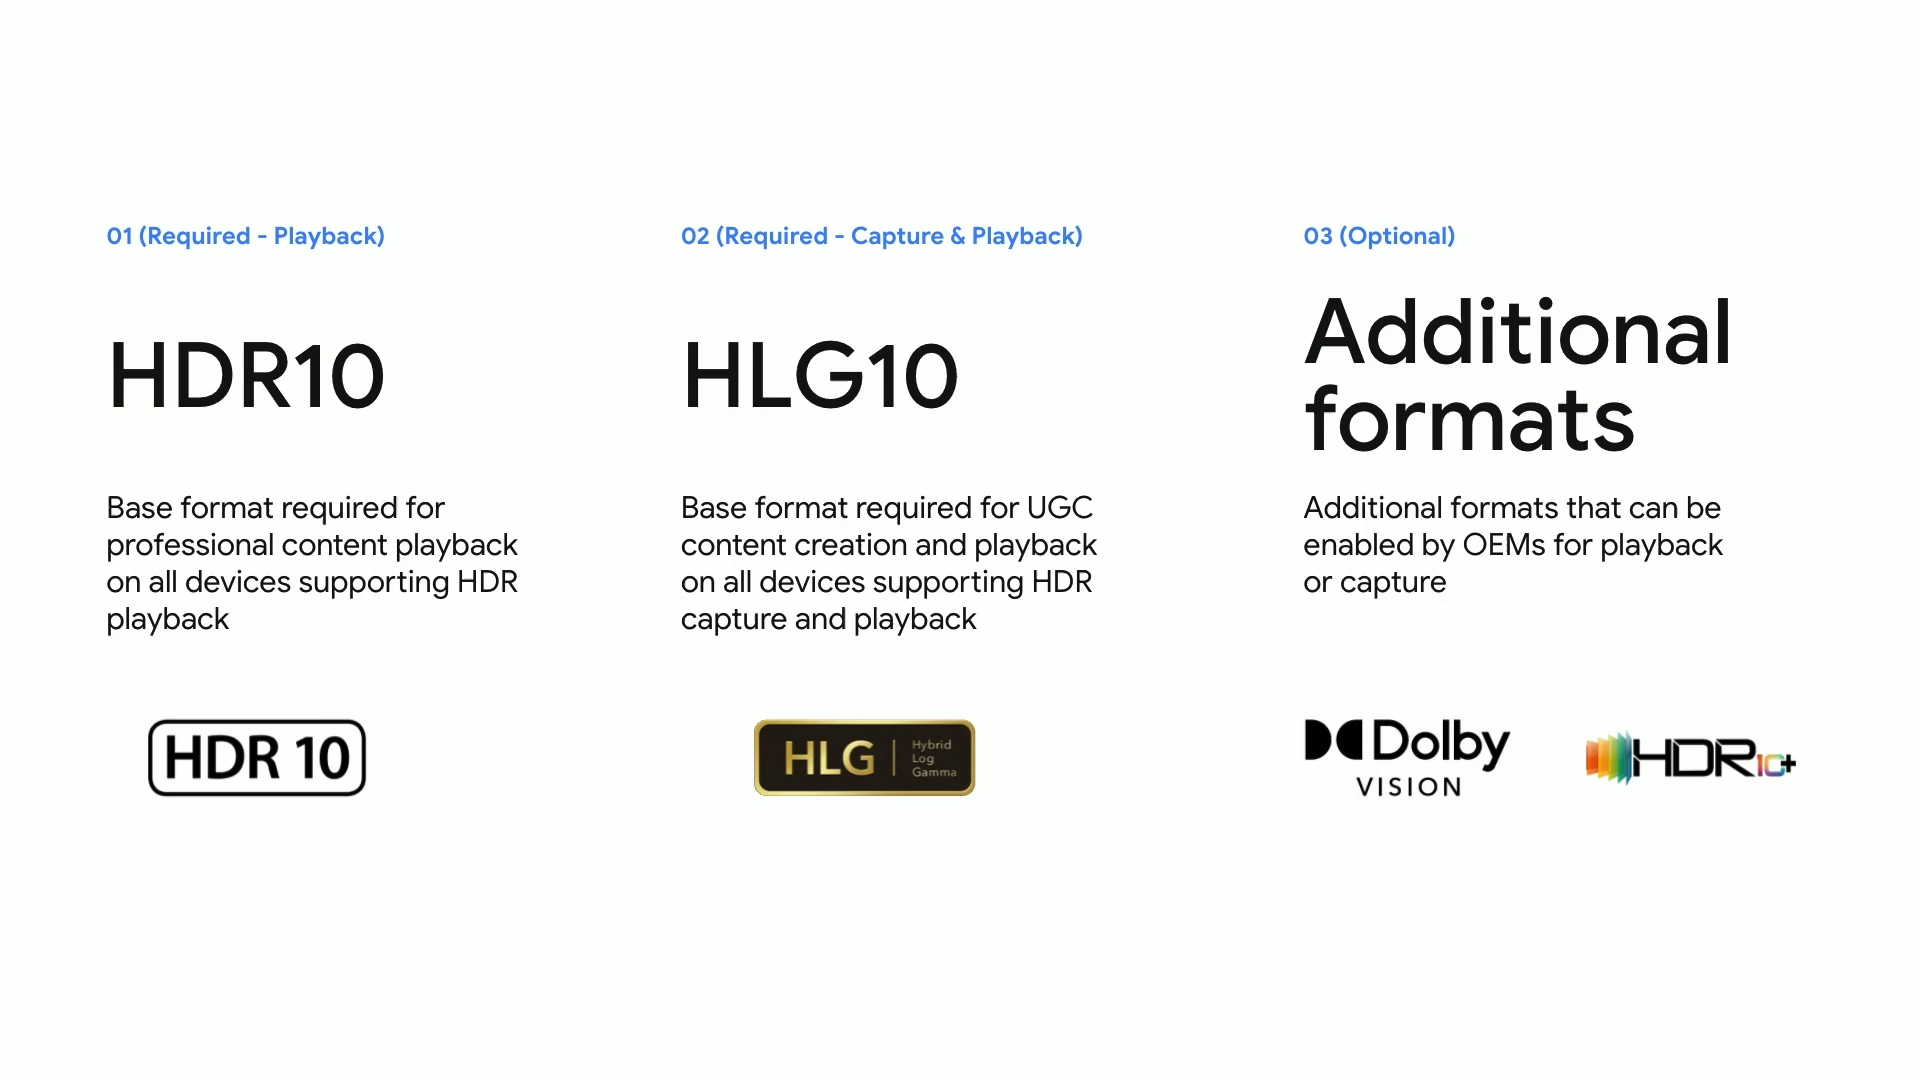 01 (Required - Playback)
HDR10
Base format required for
professional content playback
on all devices supporting HDR
playback
HDR 10
02 (Required - Capture & Playback)
HLG10
Base format required for UGC
content creation and playback
on all devices supporting HDR
capture and playback
HLG
Hybrid
Log
Gamma
03 (Optional)
Additional
formats
Additional formats that can be
enabled by OEMs for playback
or capture
Dolby
VISION
HDR10+